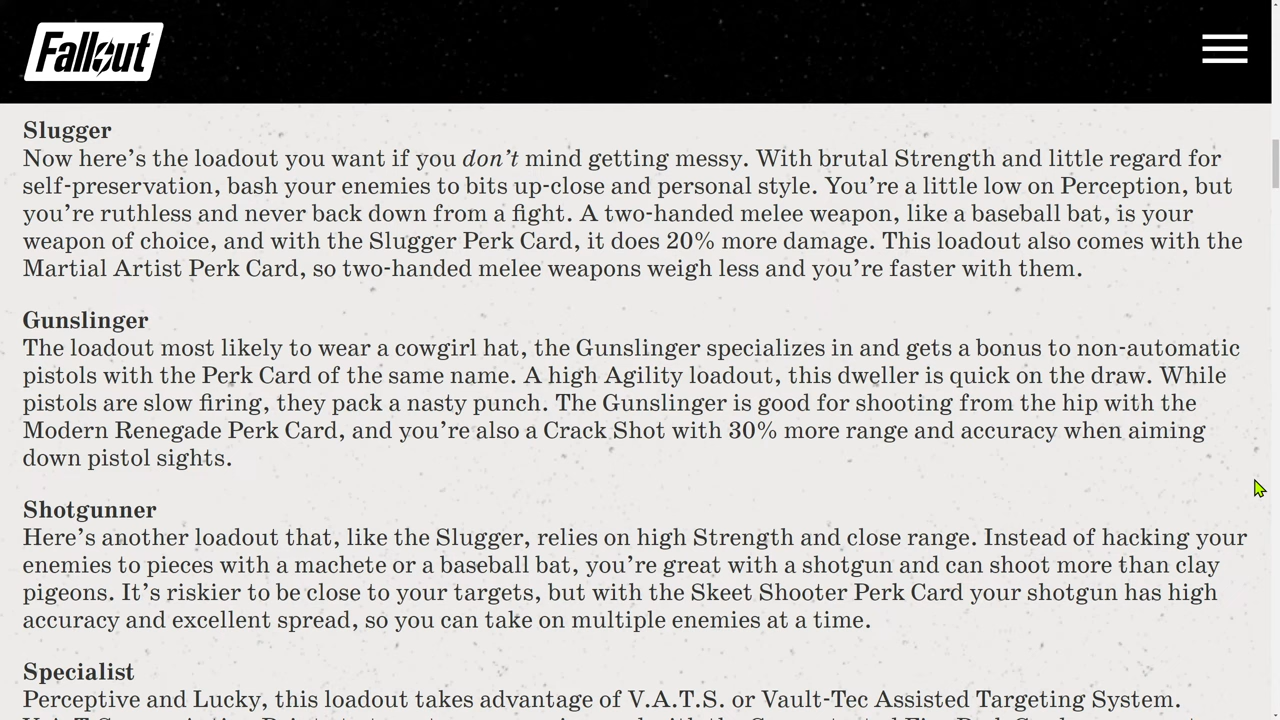 Fallout
Slugger
Now here’s the loadout you want if you don’t mind getting messy. With brutal Strength and little regard for
self-preservation, bash your enemies to bits up-close and personal style. You’re a little low on Perception, but
you’re ruthless and never back down from a fight. A two-handed melee weapon, like a baseball bat, is your
weapon of choice, and with the Slugger Perk Card, it does 20% more damage. This loadout also comes with the
Martial Artist Perk Card, so two-handed melee weapons weigh less and you’re faster with them.
Gunslinger
The loadout most likely to wear a cowgirl hat, the Gunslinger specializes in and gets a bonus to non-automatic
pistols with the Perk Card of the same name. A high Agility loadout, this dweller is quick on the draw. While
pistols are slow firing, they pack a nasty punch. The Gunslinger is good for shooting from the hip with the
Modern Renegade Perk Card, and you’re also a Crack Shot with 30% more range and accuracy when aiming
down pistol sights.
Shotgunner
Here’s another loadout that, like the Slugger, relies on high Strength and close range. Instead of hacking your
enemies to pieces with a machete or a baseball bat, you’re great with a shotgun and can shoot more than clay
pigeons. It’s riskier to be close to your targets, but with the Skeet Shooter Perk Card your shotgun has high
accuracy and excellent spread, so you can take on multiple enemies at a time.
Specialist
Perceptive and Lucky, this loadout takes advantage of V.A.T.S. or Vault-Tec Assisted Targeting System.